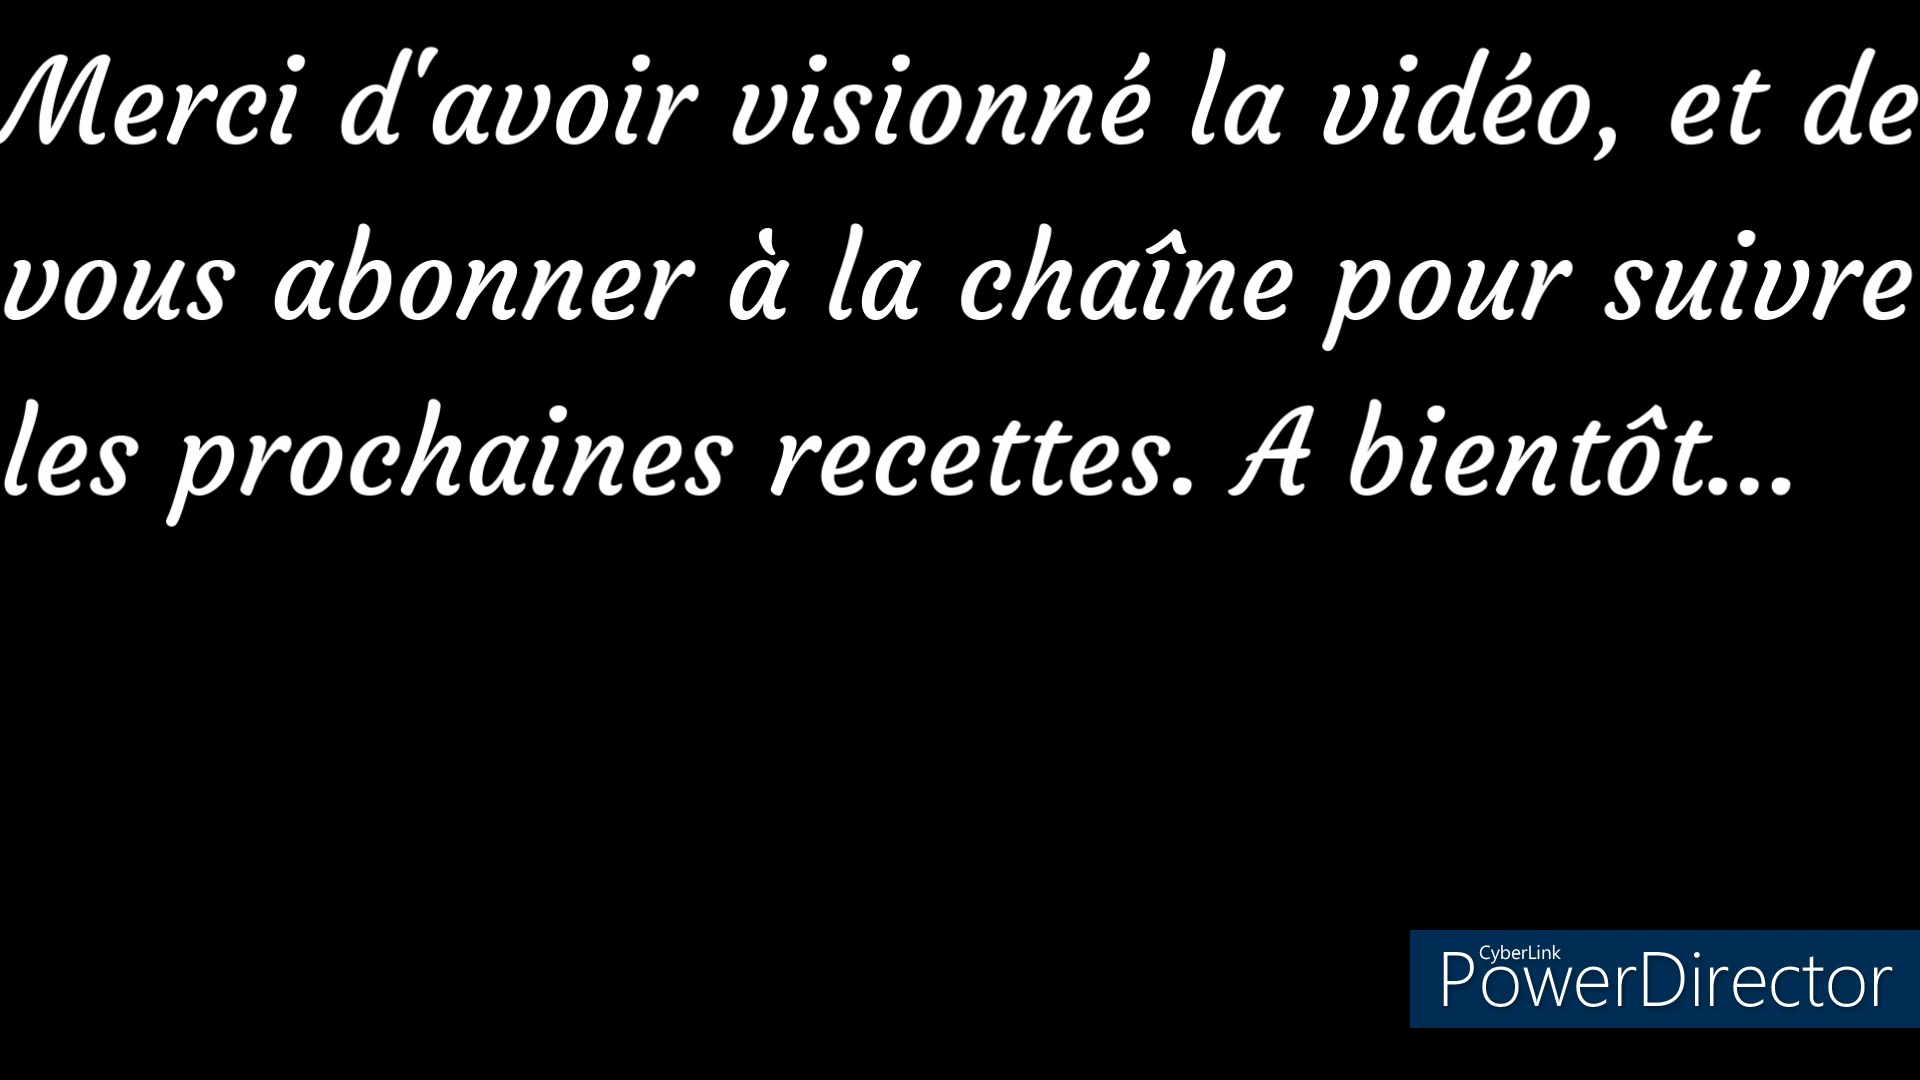 Merci d'avoir visionné la vidéo, et de
vous abonner à la chaîne pour suivre
les prochaines recettes. A bientôt...
CyberLink
PowerDirector